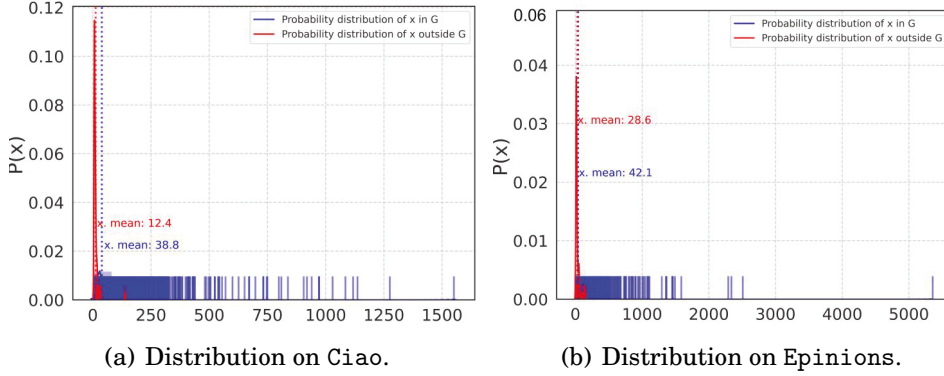 0.12
0.10
0.08
0.06
0.04
0.02
0.00
P(x)
Probability distribution of x in G
Probability distribution of x outside G
x. mean: 12.4
x. mean: 38.8
0 250 500 750 1000 1250 1500
(a) Distribution on Ciao.
0.06
0.04
0.03
0.02
0.01
0.00
P(x)
Probability distribution of x in G
Probability distribution of x outside G
x. mean: 28.6
x. mean: 42.1
0 1000 2000 3000 4000 5000
(b) Distribution on Epinions.